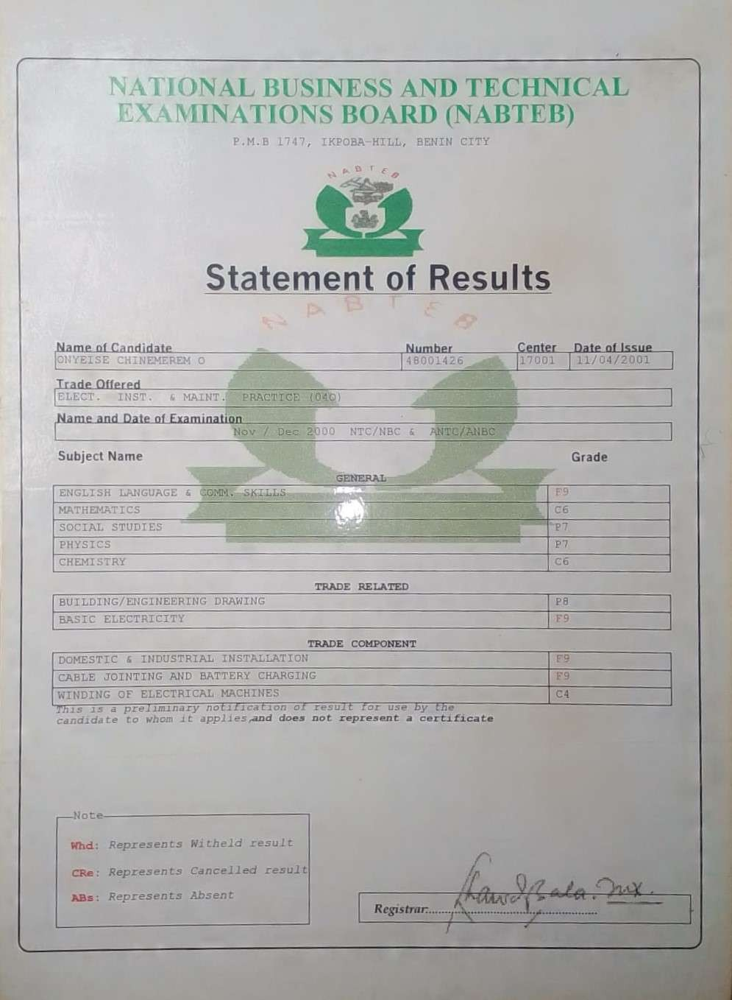 NATIONAL BUSINESS AND TECHNICAL
EXAMINATIONS BOARD (NABTEB)
P.M.B 1747, IKPOBA-HILL, BENIN CITY
NABTEB
Statement of Results
NABTEB
Name of Candidate Number Center Date of Issue
ONYEISE CHINEMEREM O 48001426 17001 11/04/2001
Trade Offered
ELECT. INST. & MAINT. PRACTICE (040)
Name and Date of Examination
Nov / Dec 2000 NTC/NBC & ANTC/ANBC
Subject Name Grade
GENERAL
ENGLISH LANGUAGE & COMM. SKILLS F9
MATHEMATICS C6
SOCIAL STUDIES P7
PHYSICS P7
CHEMISTRY C6
TRADE RELATED
BUILDING/ENGINEERING DRAWING P8
BASIC ELECTRICITY F9
TRADE COMPONENT
DOMESTIC & INDUSTRIAL INSTALLATION F9
CABLE JOINTING AND BATTERY CHARGING F9
WINDING OF ELECTRICAL MACHINES C4
This is a preliminary notification of result for use by the
candidate to whom it applies,and does not represent a certificate
Note
Whd: Represents Witheld result
CRe: Represents Cancelled result
ABs: Represents Absent
Registrar: